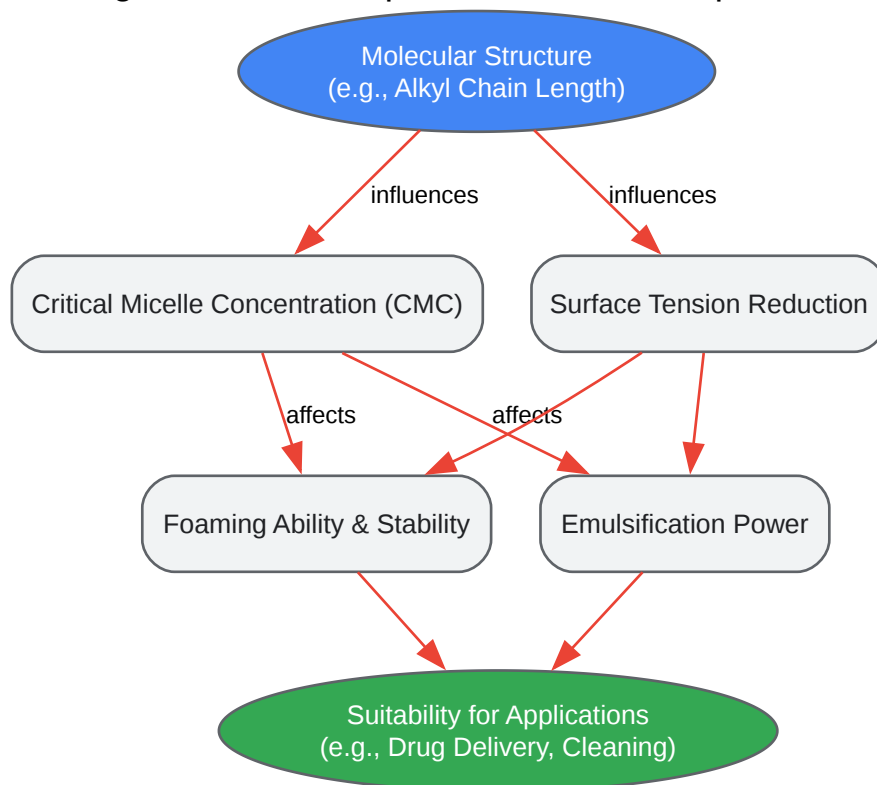 Molecular Structure
(e.g., Alkyl Chain Length)
influences
influences
Critical Micelle Concentration (CMC)
Surface Tension Reduction
affects
affects
Foaming Ability & Stability
Emulsification Power
Suitability for Applications
(e.g., Drug Delivery, Cleaning)